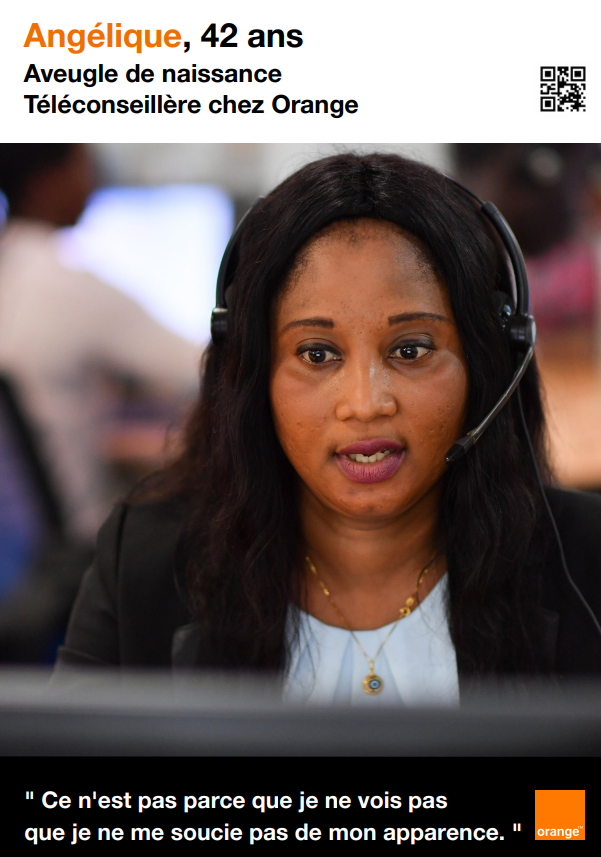 Angélique, 42 ans
Aveugle de naissance
Téléconseillère chez Orange
" Ce n'est pas parce que je ne vois pas
que je ne me soucie pas de mon apparence. "
orange™